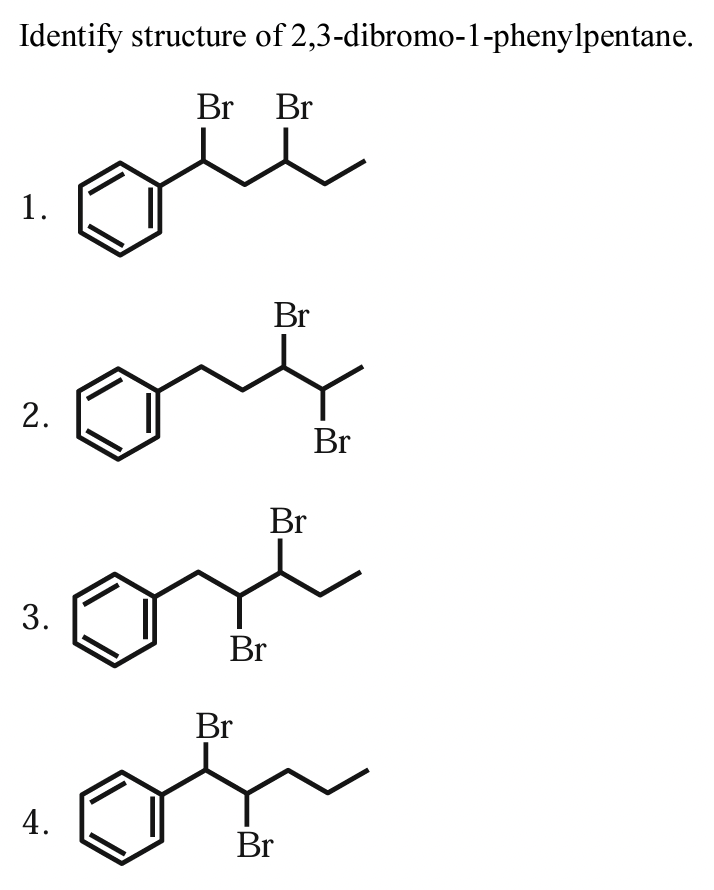 Identify structure of 2,3-dibromo-1-phenylpentane.
Br Br
1.
Br
2.
Br
Br
3.
Br
Br
4.
Br